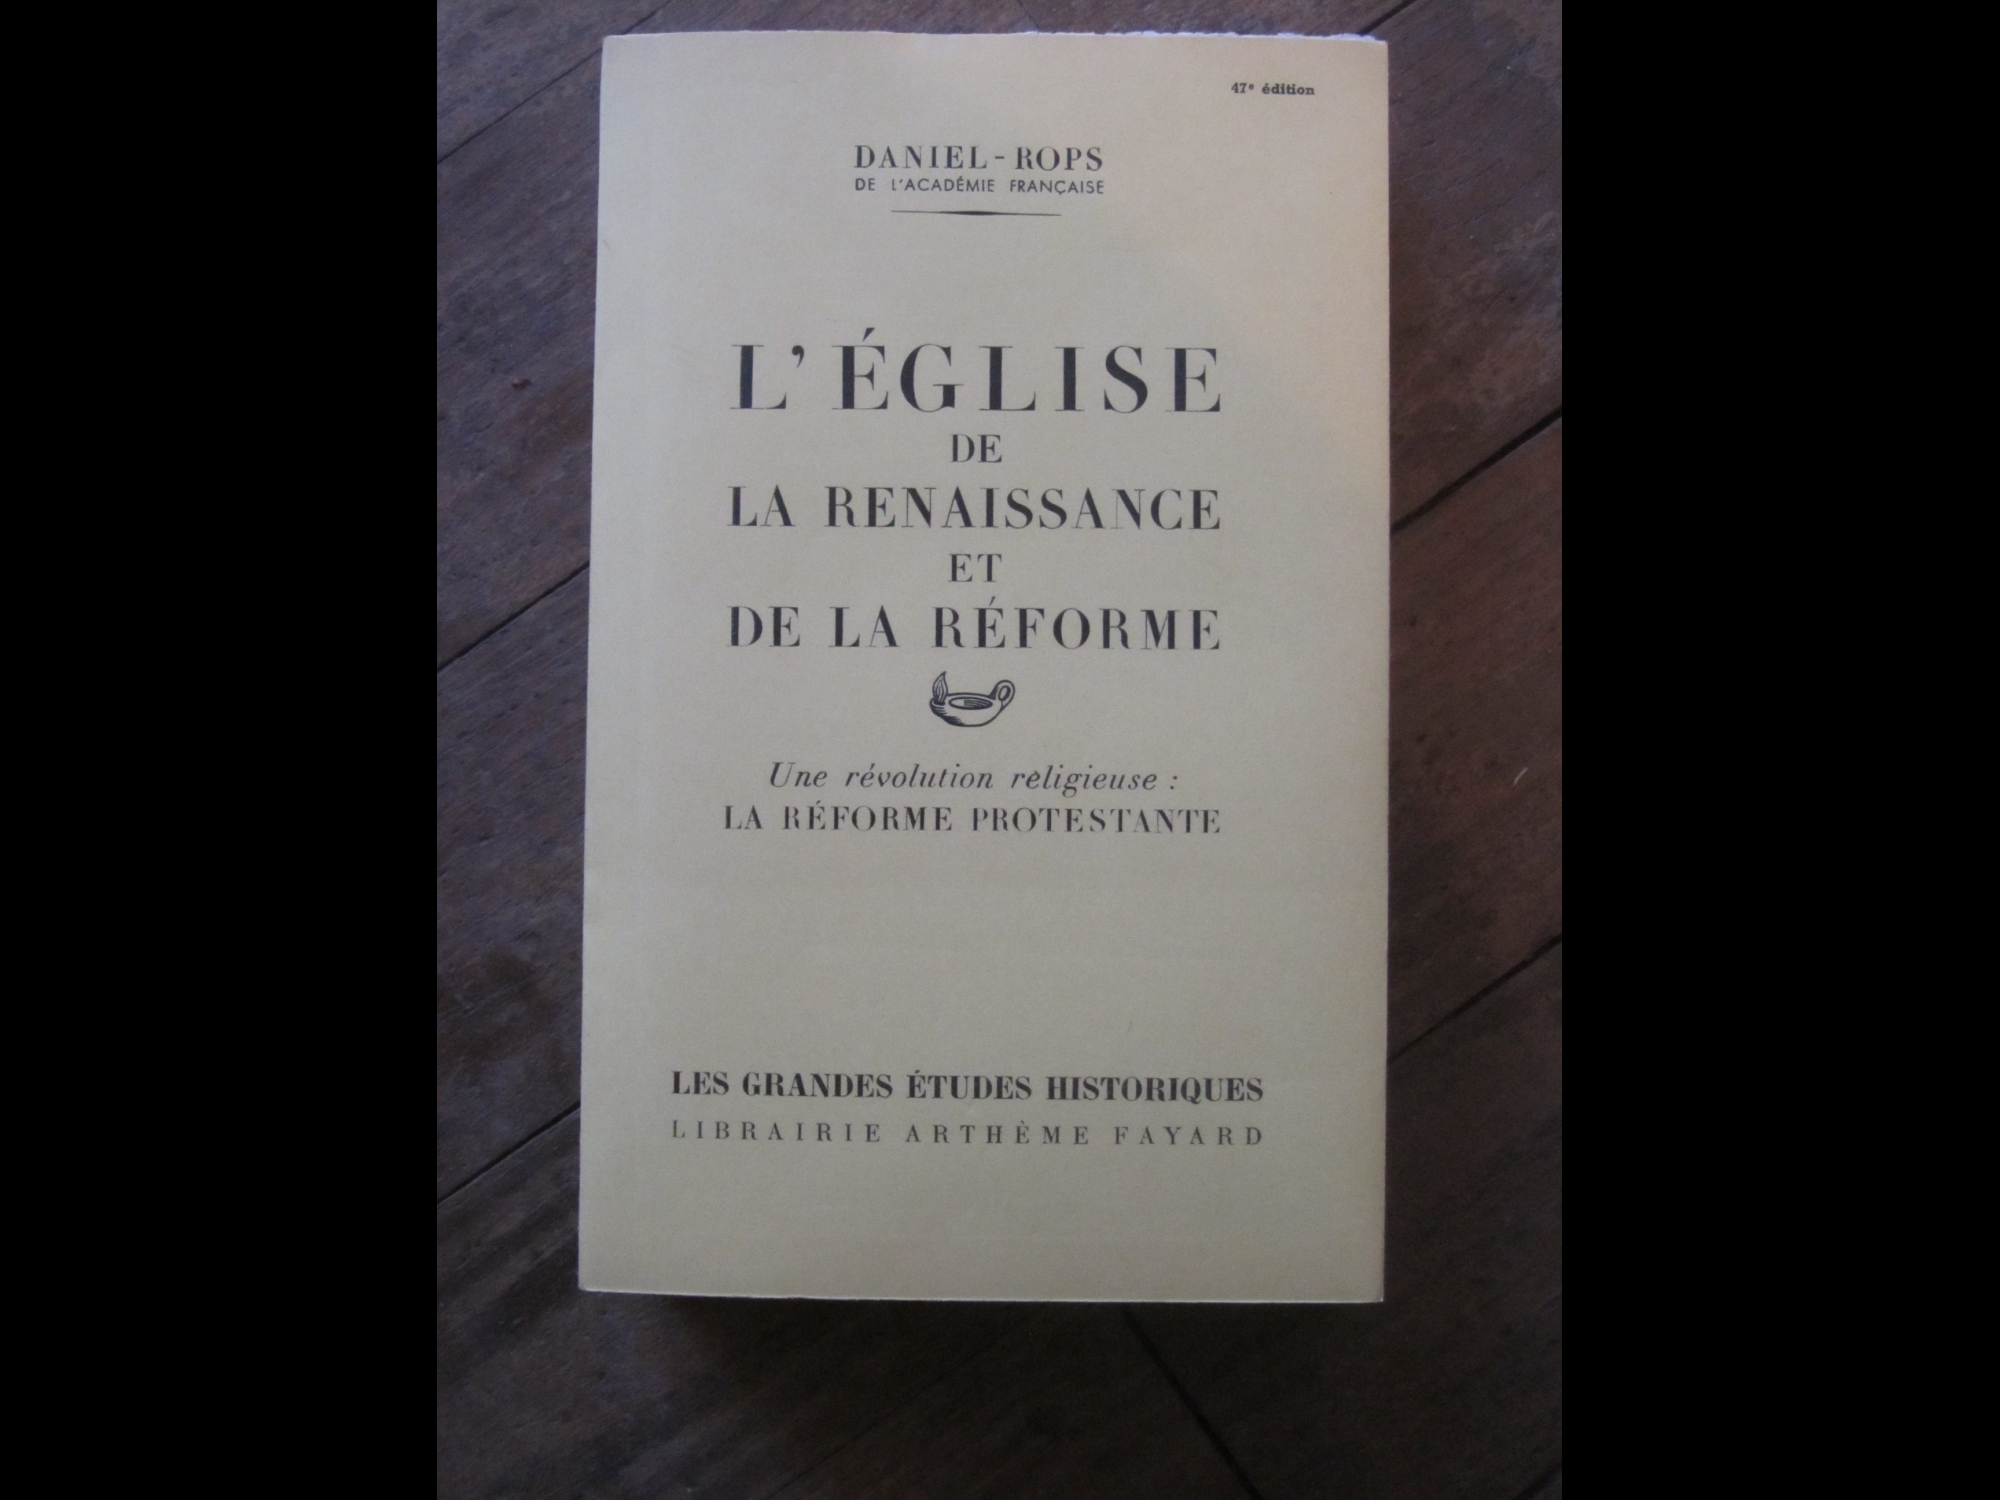 47e édition
DANIEL-ROPS
DE L'ACADÉMIE FRANÇAISE
L'ÉGLISE
DE
LA RENAISSANCE
ET
DE LA RÉFORME
Une révolution religieuse :
LA RÉFORME PROTESTANTE
LES GRANDES ÉTUDES HISTORIQUES
LIBRAIRIE ARTHÈME FAYARD